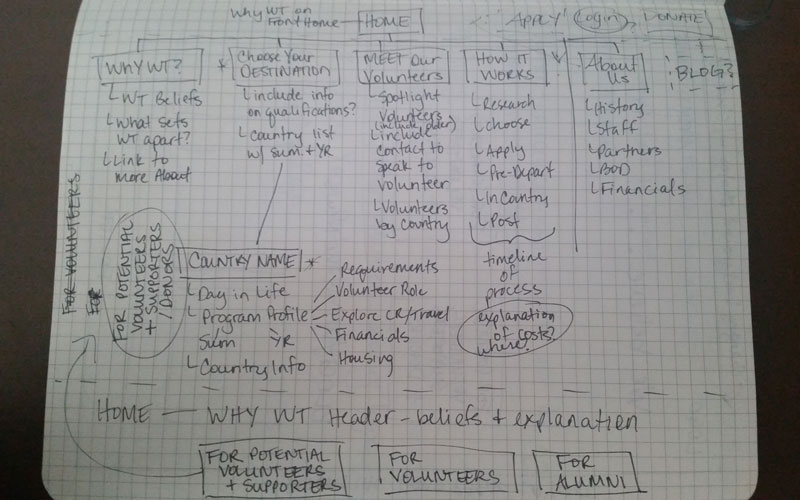 Why WT on
Front Home — HOME
APPLY! Login, DONATE
WHY WT?
WT Beliefs
What sets
WT apart?
Link to
more About
* Choose Your
DESTINATION
include info
on qualifications?
Country list
w/ sum. + YR
MEET Our
Volunteers
Spotlight
Volunteers
(include older)
include
contact to
speak to
volunteer
Volunteers
by Country
HOW IT
WORKS
Research
Choose
Apply
Pre-Depart
In Country
Post
timeline
of
process
explanation
of costs?
where?
About
Us
History
Staff
Partners
BOD
Financials
BLOG?
FOR VOLUNTEERS
FOR
FOR POTENTIAL
VOLUNTEERS
+ SUPPORTERS
/DONORS
COUNTRY NAME *
Day in Life
Program Profile
Sum YR
Country Info
Requirements
Volunteer Role
Explore CR/Travel
Financials
Housing
HOME — WHY WT Header - beliefs + explanation
FOR POTENTIAL
VOLUNTEERS
+ SUPPORTERS
FOR
VOLUNTEERS
FOR
ALUMNI